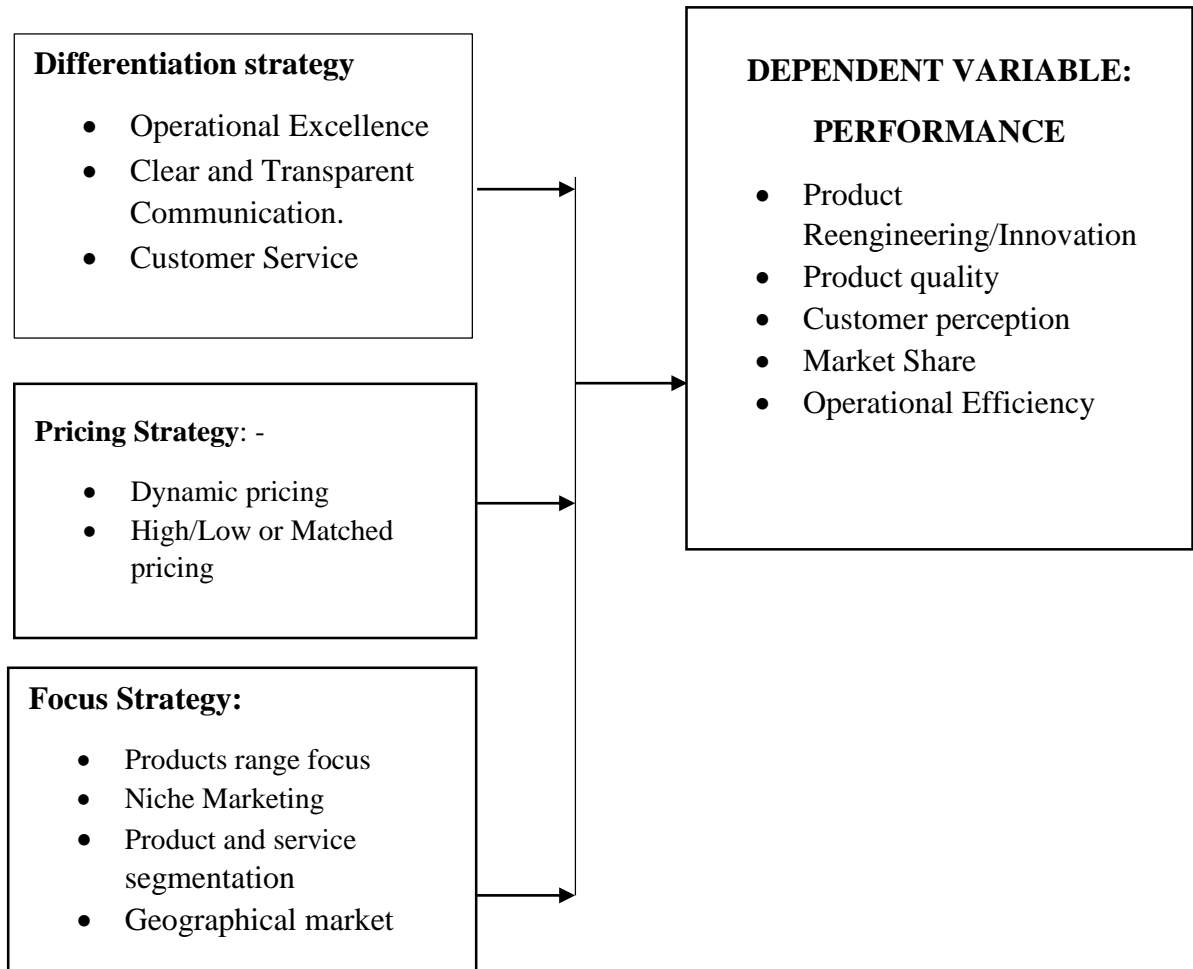 Differentiation strategy
• Operational Excellence
• Clear and Transparent
Communication.
• Customer Service
Pricing Strategy: -
• Dynamic pricing
• High/Low or Matched
pricing
Focus Strategy:
• Products range focus
• Niche Marketing
• Product and service
segmentation
• Geographical market
DEPENDENT VARIABLE:
PERFORMANCE
• Product
Reengineering/Innovation
• Product quality
• Customer perception
• Market Share
• Operational Efficiency